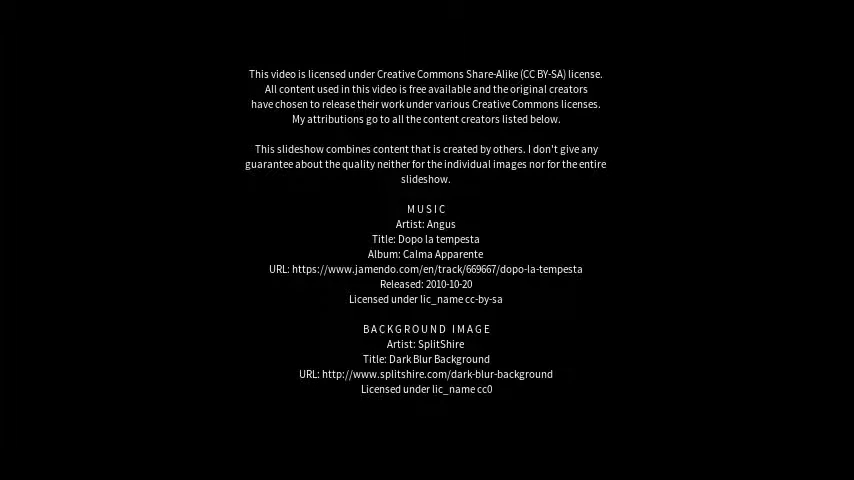 This video is licensed under Creative Commons Share-Alike (CC BY-SA) license.
All content used in this video is free available and the original creators
have chosen to release their work under various Creative Commons licenses.
My attributions go to all the content creators listed below.
This slideshow combines content that is created by others. I don't give any
guarantee about the quality neither for the individual images nor for the entire
slideshow.
MUSIC
Artist: Angus
Title: Dopo la tempesta
Album: Calma Apparente
URL: https://www.jamendo.com/en/track/669667/dopo-la-tempesta
Released: 2010-10-20
Licensed under lic_name cc-by-sa
BACKGROUND IMAGE
Artist: SplitShire
Title: Dark Blur Background
URL: http://www.splitshire.com/dark-blur-background
Licensed under lic_name cc0